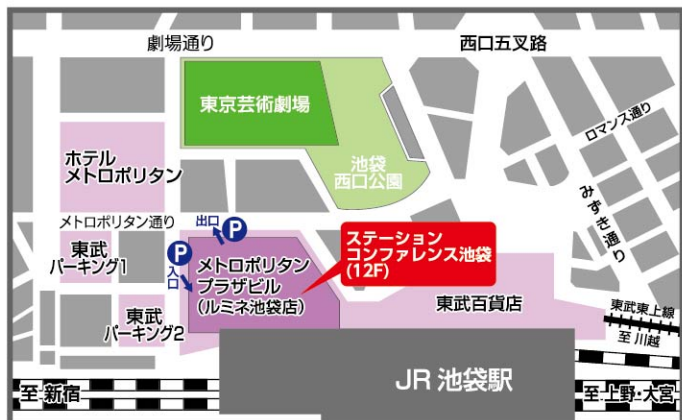 劇場通り
西口五叉路
東京芸術劇場
ロマンス通り
池袋
西口公園
ホテル
メトロポリタン
みずき通り
メトロポリタン通り
出口
P
ステーション
コンファレンス池袋
(12F)
東武
パーキング1
P
入口
メトロポリタン
プラザビル
(ルミネ池袋店)
東武百貨店
東武
パーキング2
東武東上線
至 川越
JR 池袋駅
至 新宿
至 上野・大宮